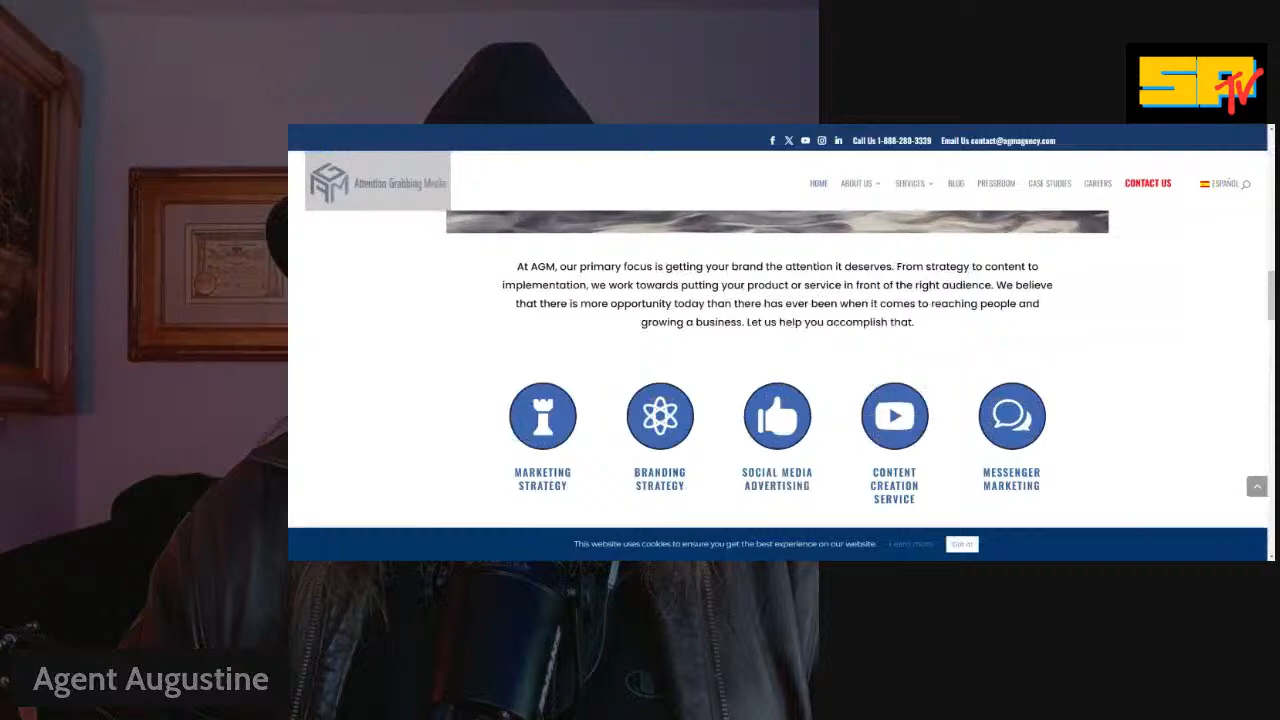 SP TV
Call Us 1-888-280-3339 Email Us contact@agmagency.com
AGM Attention Grabbing Media
HOME ABOUT US SERVICES BLOG PRESSROOM CASE STUDIES CAREERS CONTACT US ESPAÑOL
At AGM, our primary focus is getting your brand the attention it deserves. From strategy to content to
implementation, we work towards putting your product or service in front of the right audience. We believe
that there is more opportunity today than there has ever been when it comes to reaching people and
growing a business. Let us help you accomplish that.
MARKETING
STRATEGY
BRANDING
STRATEGY
SOCIAL MEDIA
ADVERTISING
CONTENT
CREATION
SERVICE
MESSENGER
MARKETING
This website uses cookies to ensure you get the best experience on our website. Learn more Got it!
Agent Augustine